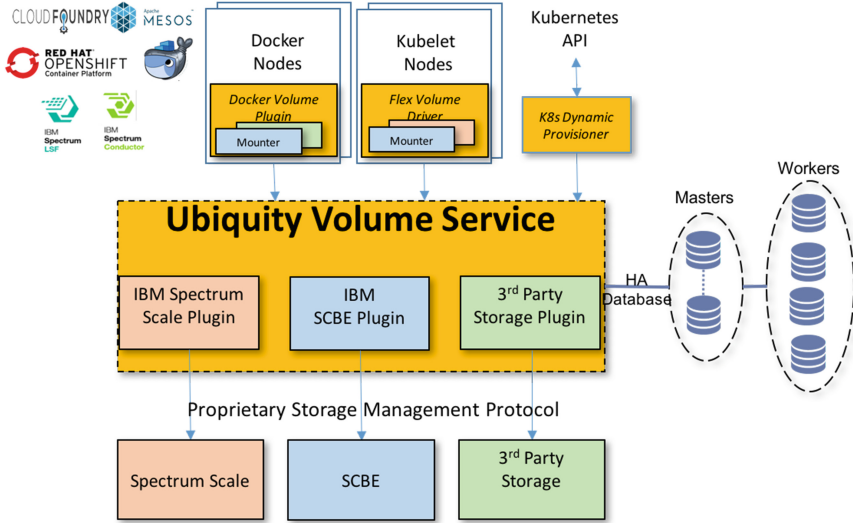 CLOUDFOUNDRY
Apache
MESOS
RED HAT
OPENSHIFT
Container Platform
IBM
Spectrum
LSF
IBM
Spectrum
Conductor
Docker
Nodes
Docker Volume
Plugin
Mounter
Kubelet
Nodes
Flex Volume
Driver
Mounter
Kubernetes
API
K8s Dynamic
Provisioner
Ubiquity Volume Service
IBM Spectrum
Scale Plugin
IBM
SCBE Plugin
3rd Party
Storage Plugin
HA
Database
Masters
Workers
Proprietary Storage Management Protocol
Spectrum Scale
SCBE
3rd Party
Storage